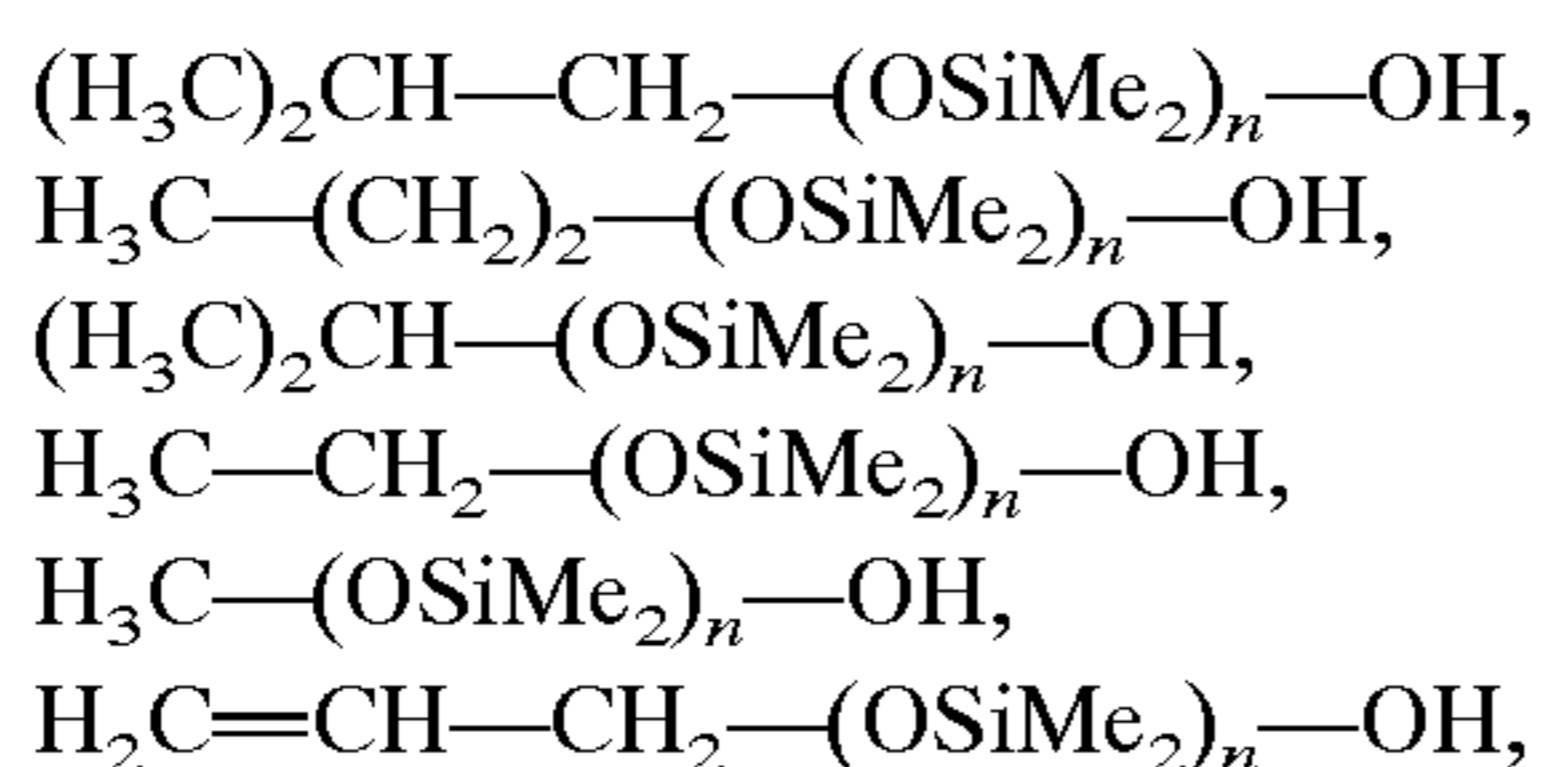 (H₃C)₂CH—CH₂—(OSiMe₂)ₙ—OH,
H₃C—(CH₂)₂—(OSiMe₂)ₙ—OH,
(H₃C)₂CH—(OSiMe₂)ₙ—OH,
H₃C—CH₂—(OSiMe₂)ₙ—OH,
H₃C—(OSiMe₂)ₙ—OH,
H₂C=CH—CH₂—(OSiMe₂)ₙ—OH,